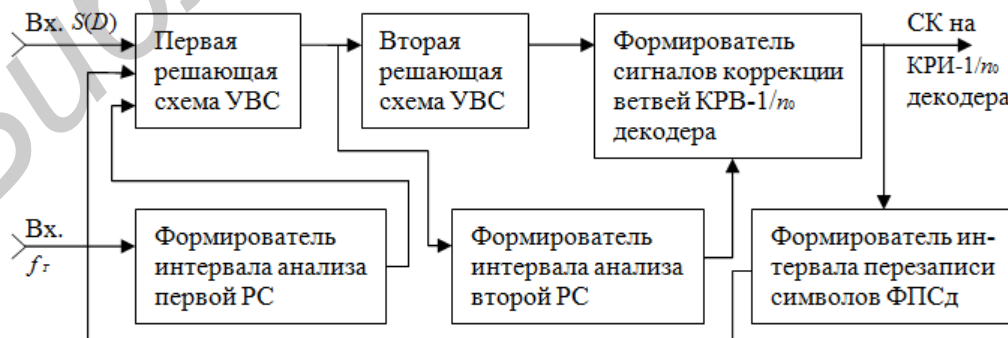 Вх. S(D)
Первая
решающая
схема УВС
Вторая
решающая
схема УВС
Формирователь
сигналов коррекции
ветвей КРВ-1/n₀
декодера
СК на
КРИ-1/n₀
декодера
Вх.
f_T
Формирователь
интервала анализа
первой РС
Формирователь
интервала анализа
второй РС
Формирователь ин-
тервала перезаписи
символов ФПСд